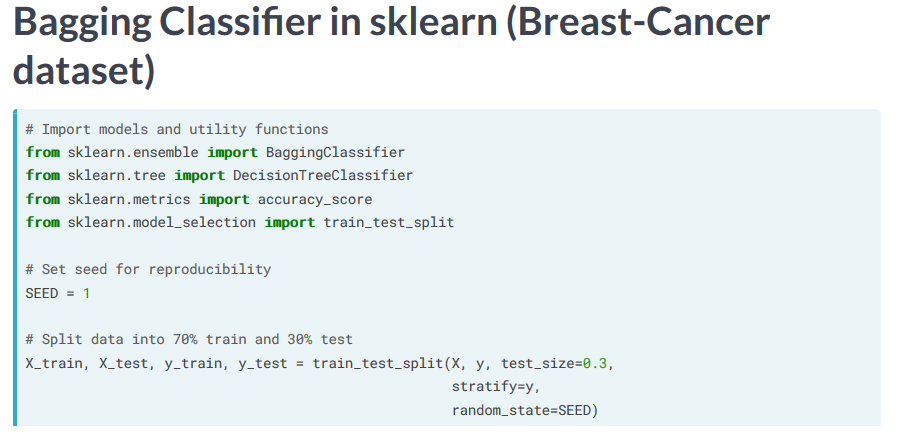 Bagging Classifier in sklearn (Breast-Cancer
dataset)
# Import models and utility functions
from sklearn.ensemble import BaggingClassifier
from sklearn.tree import DecisionTreeClassifier
from sklearn.metrics import accuracy_score
from sklearn.model_selection import train_test_split
# Set seed for reproducibility
SEED = 1
# Split data into 70% train and 30% test
X_train, X_test, y_train, y_test = train_test_split(X, y, test_size=0.3,
stratify=y,
random_state=SEED)